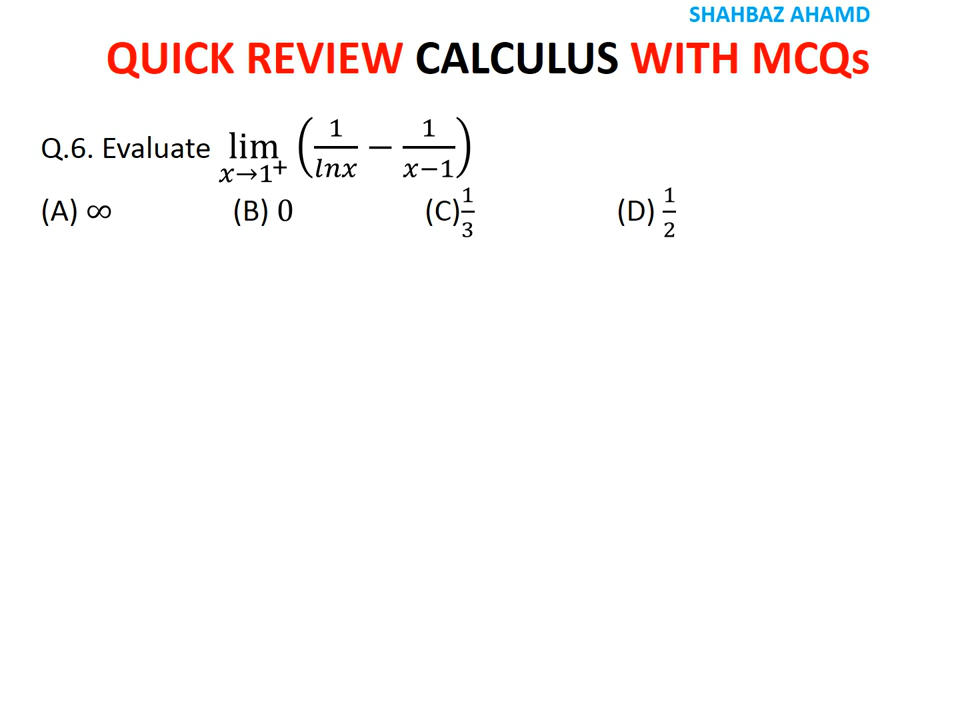 SHAHBAZ AHAMD
QUICK REVIEW CALCULUS WITH MCQs
Q.6. Evaluate lim x→1⁺ (1/lnx − 1/x−1)
(A) ∞ (B) 0 (C) 1/3 (D) 1/2